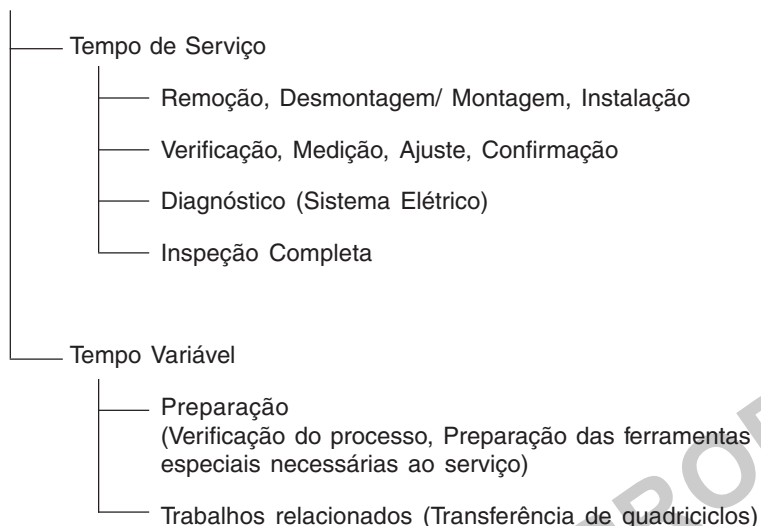 Tempo de Serviço
Remoção, Desmontagem/ Montagem, Instalação
Verificação, Medição, Ajuste, Confirmação
Diagnóstico (Sistema Elétrico)
Inspeção Completa
Tempo Variável
Preparação
(Verificação do processo, Preparação das ferramentas
especiais necessárias ao serviço)
Trabalhos relacionados (Transferência de quadriciclos)